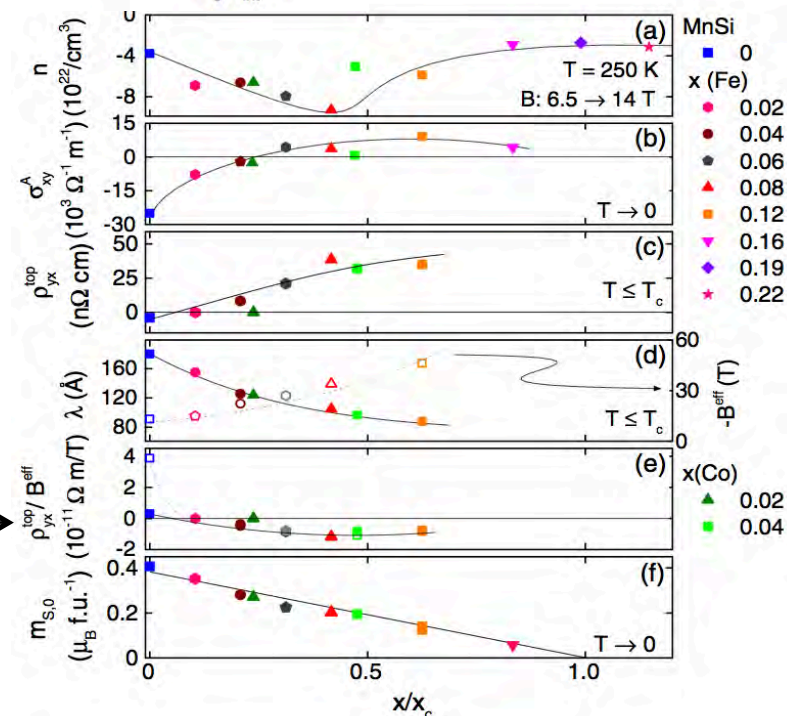 MnSi
0
x (Fe)
0.02
0.04
0.06
0.08
0.12
0.16
0.19
0.22
x(Co)
0.02
0.04
(a)
n (10²²/cm³)
0
-4
-8
T = 250 K
B: 6.5 → 14 T
(b)
σ^A_xy (10³ Ω⁻¹ m⁻¹)
15
0
-15
-30
T → 0
(c)
ρ^top_yx (nΩ cm)
50
25
0
T ≤ T_c
(d)
λ (Å)
160
120
80
T ≤ T_c
60
30
0
-B^eff (T)
(e)
ρ^top_yx / B^eff (10⁻¹¹ Ω m/T)
4
2
0
-2
(f)
m_S,0 (μ_B f.u.⁻¹)
0.4
0.2
0
T → 0
0 0.5 1.0
x/x_c